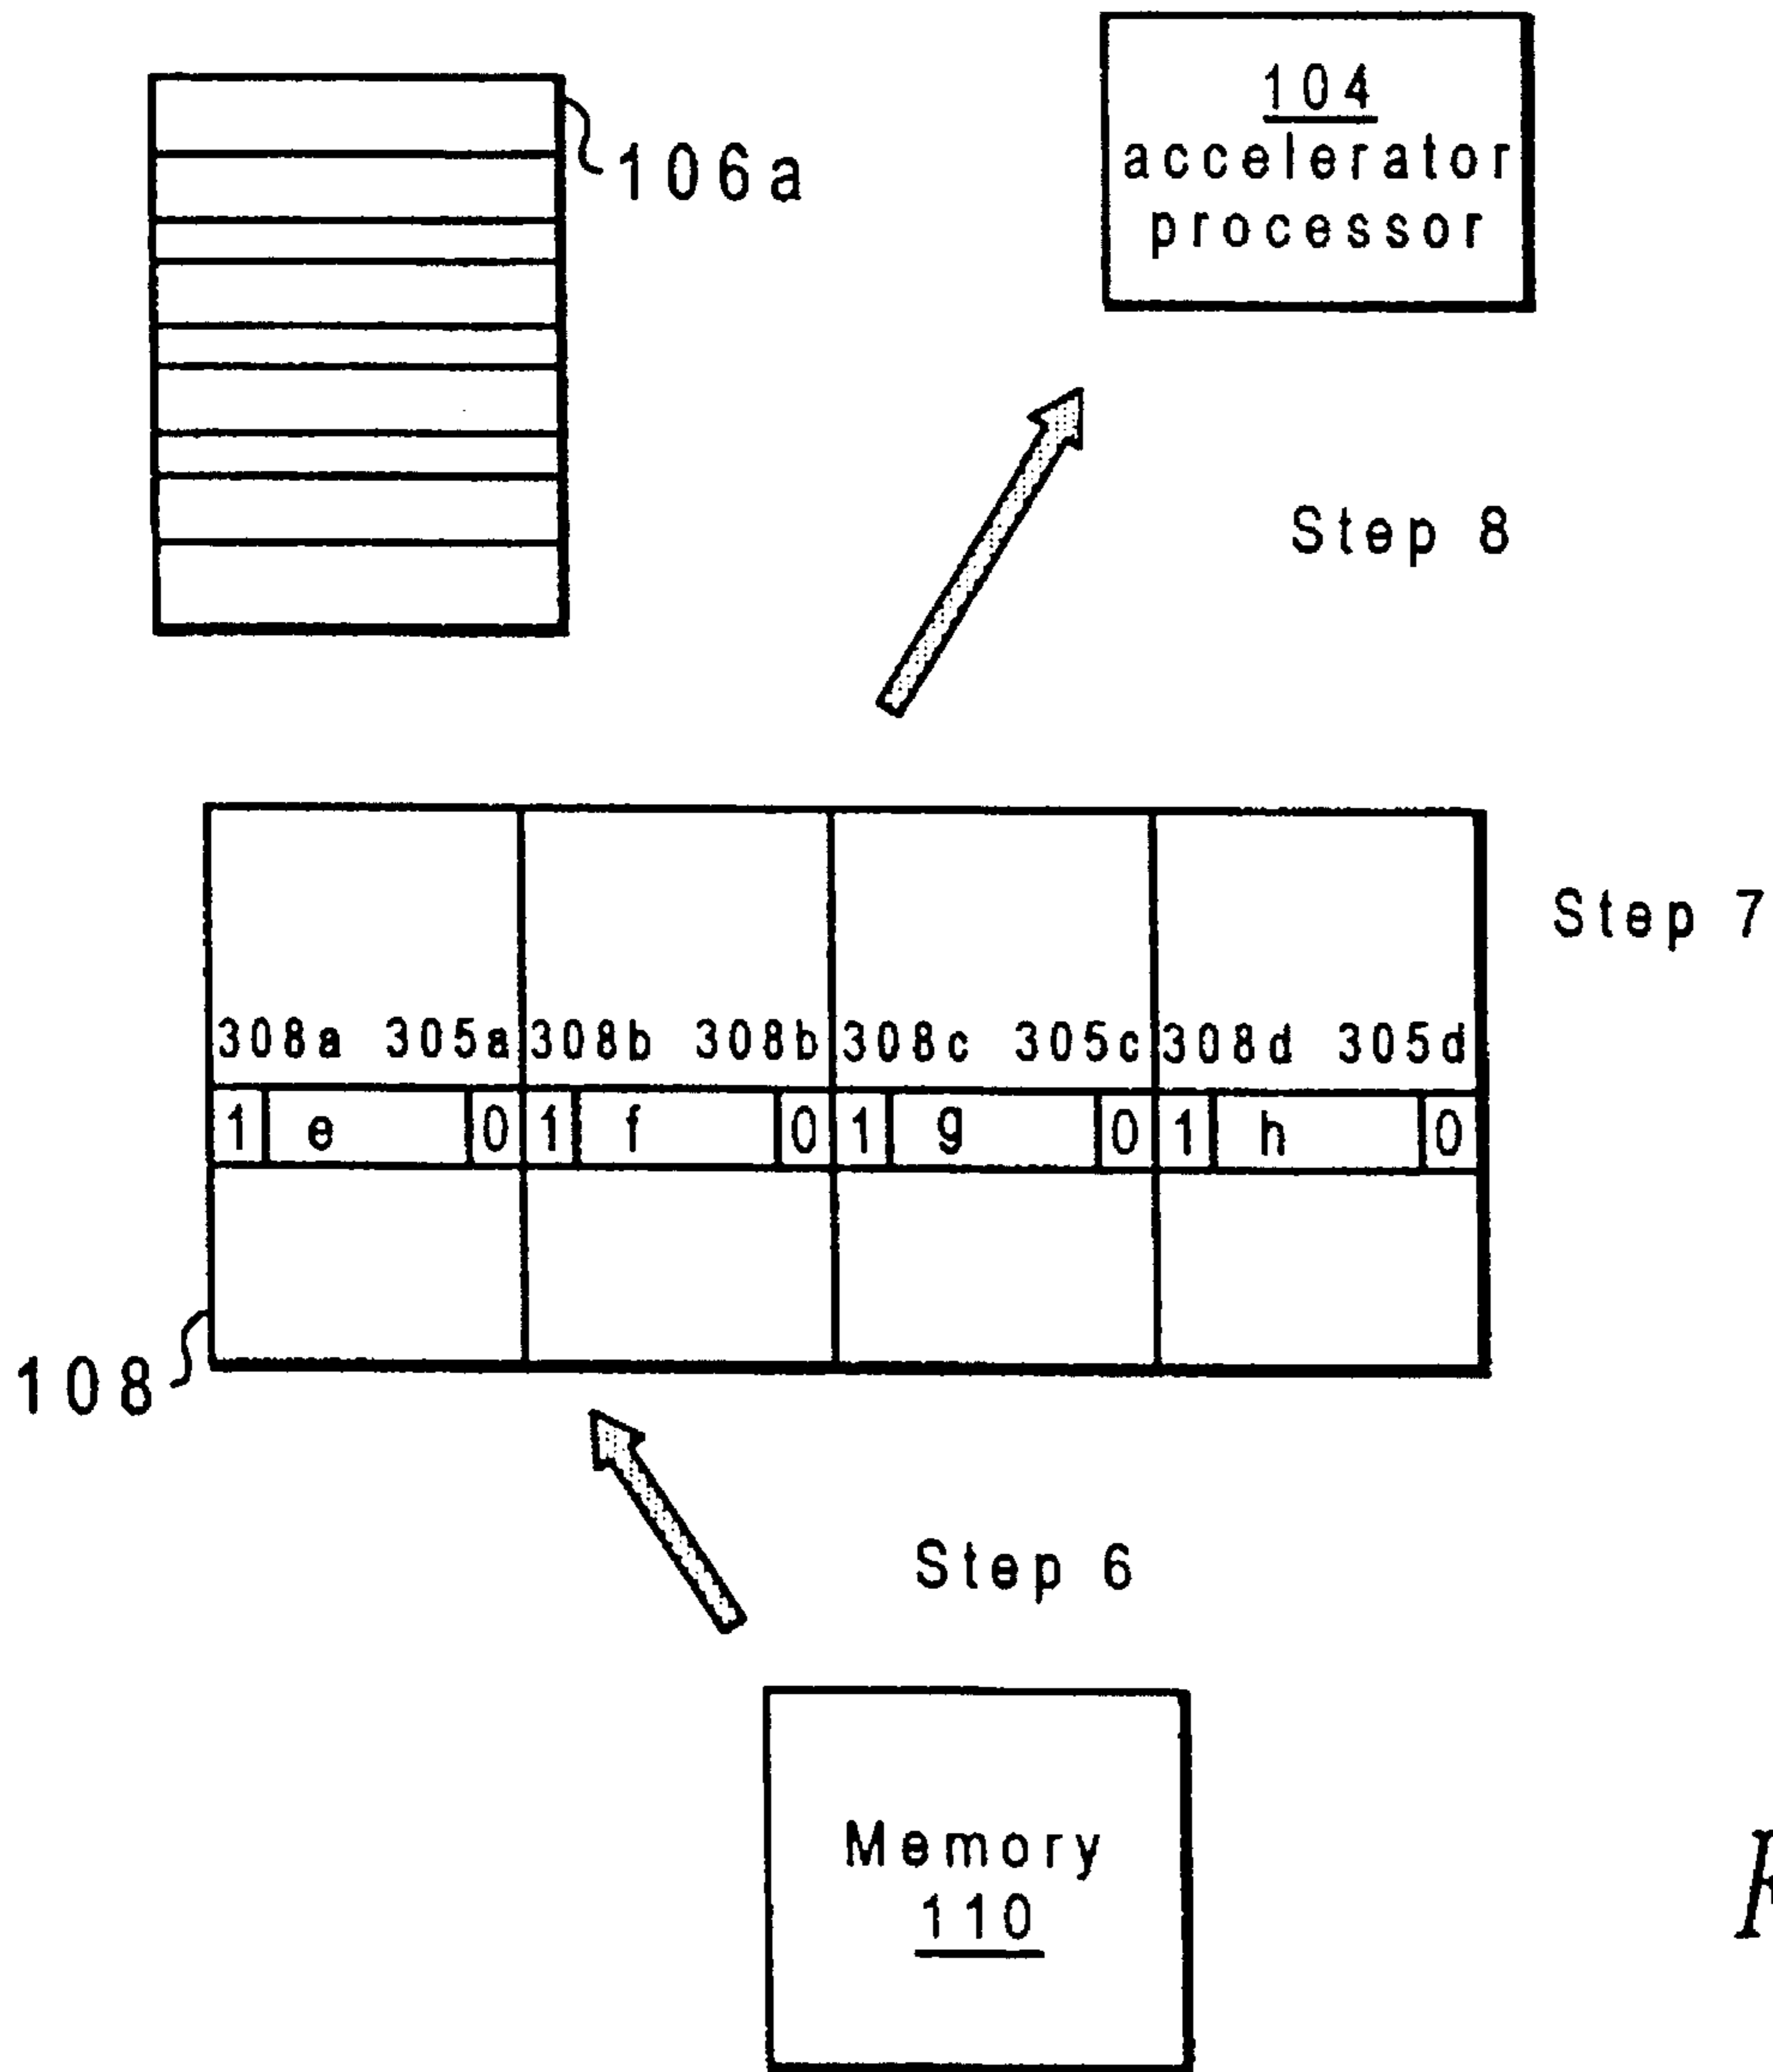 104
accelerator
processor
106a
Step 8
Step 7
308a 305a 308b 308b 308c 305c 308d 305d
1 e 0 1 f 0 1 g 0 1 h 0
108
Step 6
Memory
110